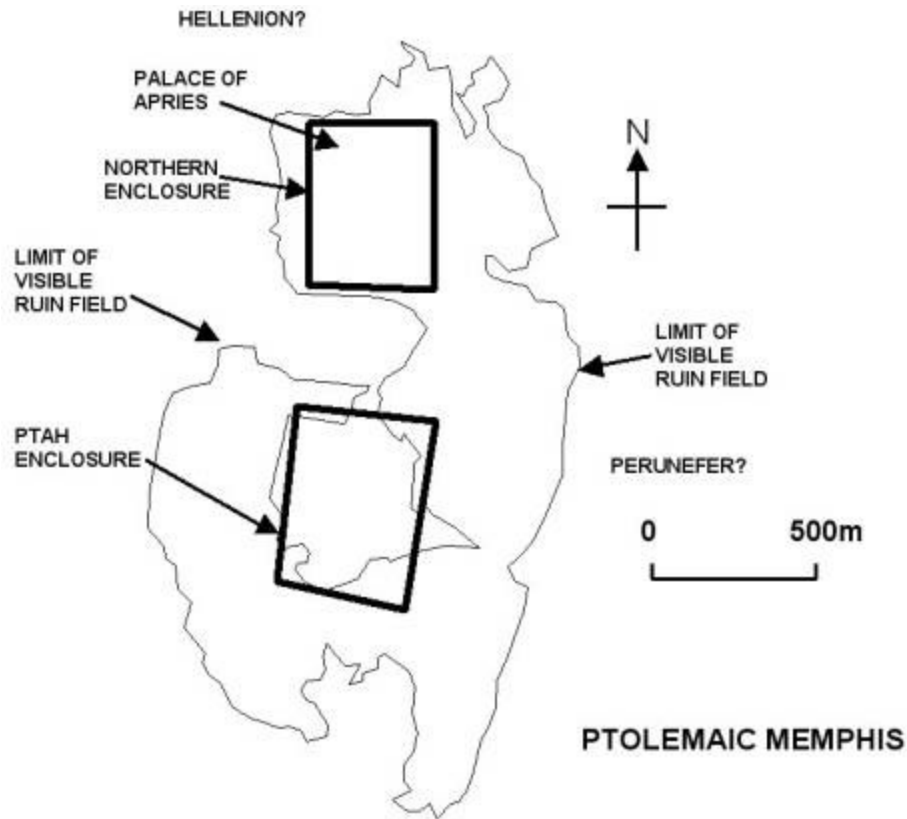 HELLENION?
PALACE OF
APRIES
N
NORTHERN
ENCLOSURE
LIMIT OF
VISIBLE
RUIN FIELD
LIMIT OF
VISIBLE
RUIN FIELD
PTAH
ENCLOSURE
PERUNEFER?
0 500m
PTOLEMAIC MEMPHIS